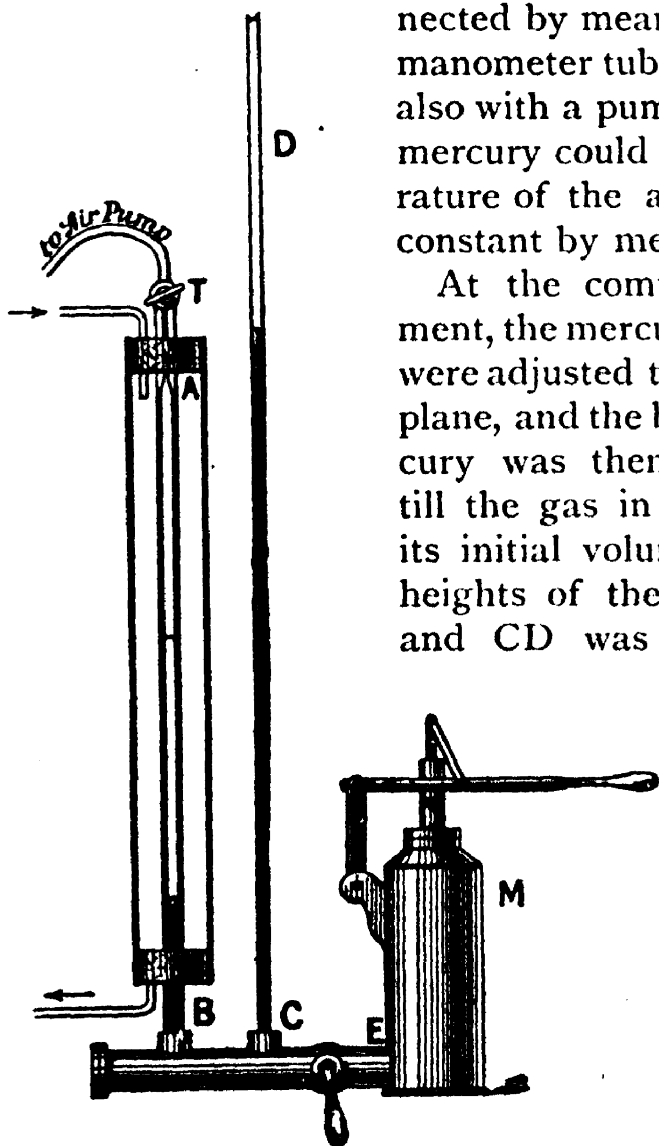 nected by mear
manometer tub
also with a pum
mercury could
rature of the a
constant by me
At the com
ment, the mercu
were adjusted t
plane, and the b
cury was then
till the gas in
its initial volu
heights of the
and CD was
D
to Air Pump
T
A
M
B
C
E